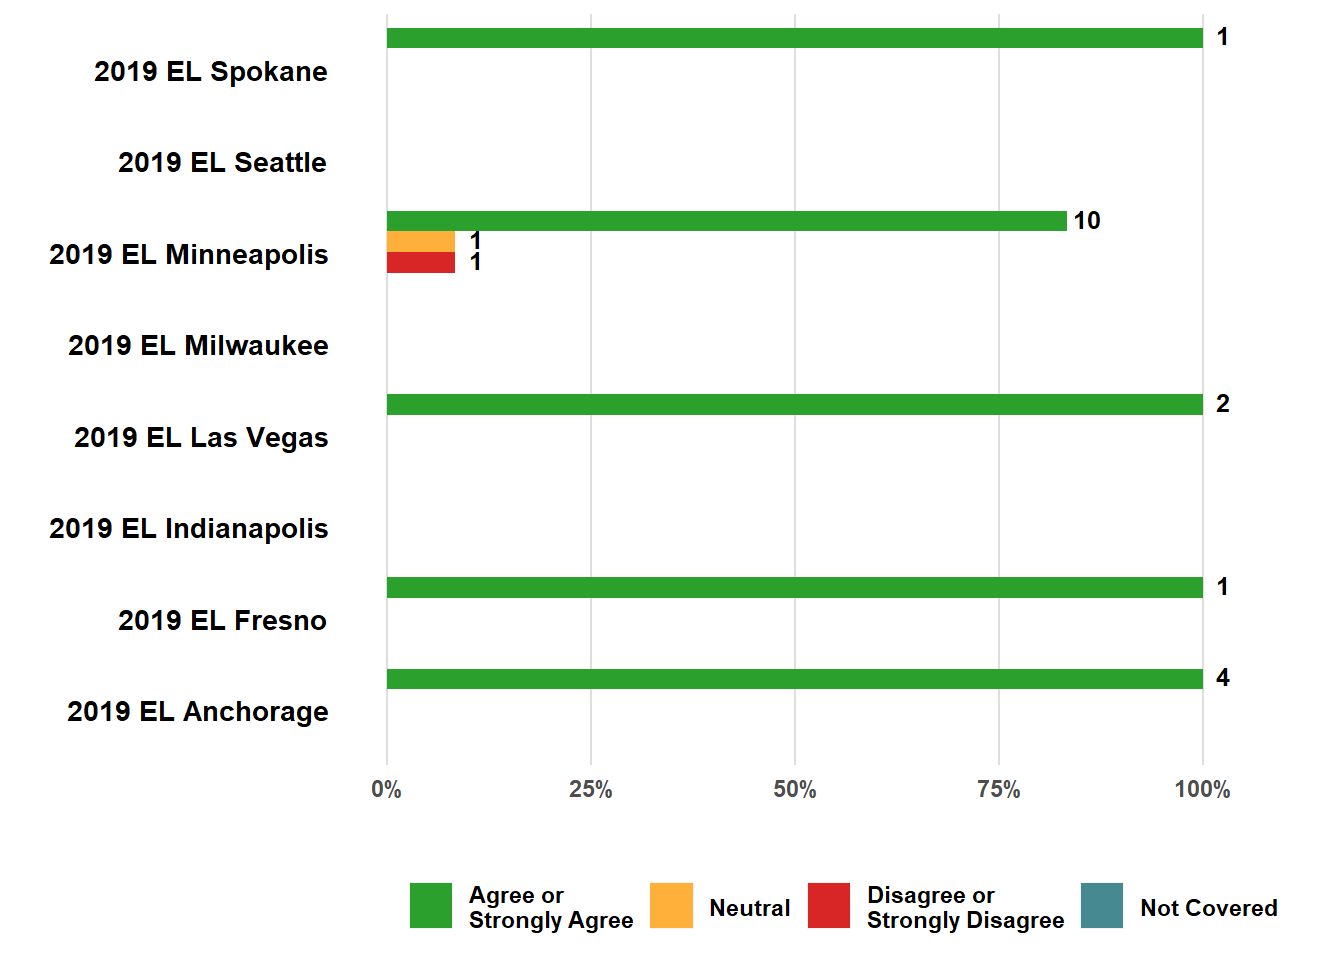 1
2019 EL Spokane
2019 EL Seattle
10
1
2019 EL Minneapolis
1
2019 EL Milwaukee
2
2019 EL Las Vegas
2019 EL Indianapolis
1
2019 EL Fresno
4
2019 EL Anchorage
0% 25% 50% 75% 100%
Agree or
Strongly Agree
Neutral
Disagree or
Strongly Disagree
Not Covered